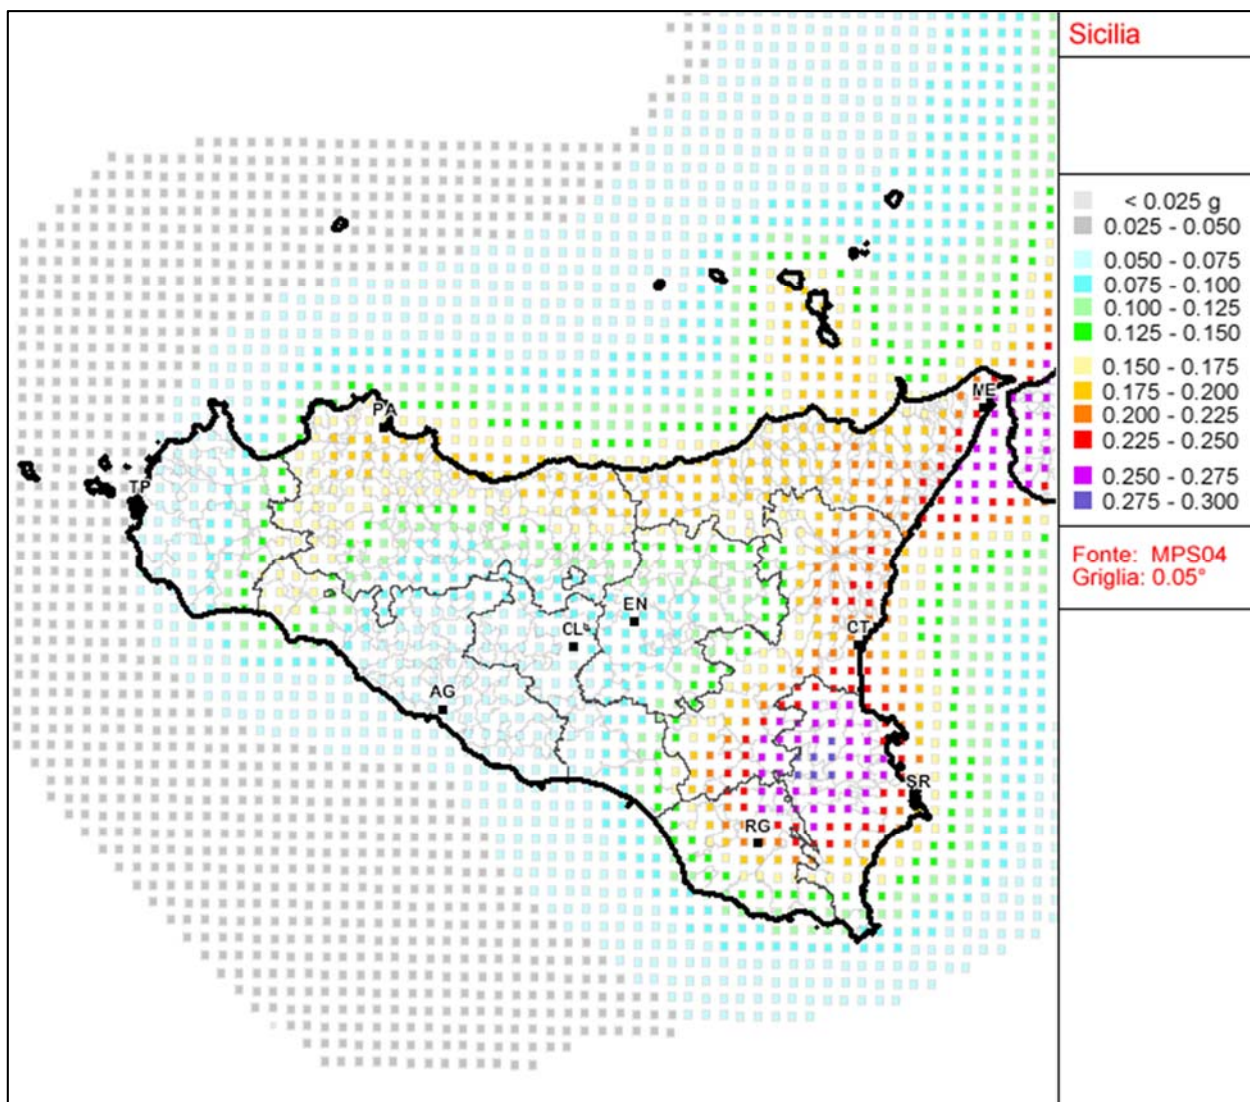 Sicilia
< 0.025 g
0.025 - 0.050
0.050 - 0.075
0.075 - 0.100
0.100 - 0.125
0.125 - 0.150
0.150 - 0.175
0.175 - 0.200
0.200 - 0.225
0.225 - 0.250
0.250 - 0.275
0.275 - 0.300
Fonte: MPS04
Griglia: 0.05°
ME
PA
TP
EN
CL
CT
AG
SR
RG